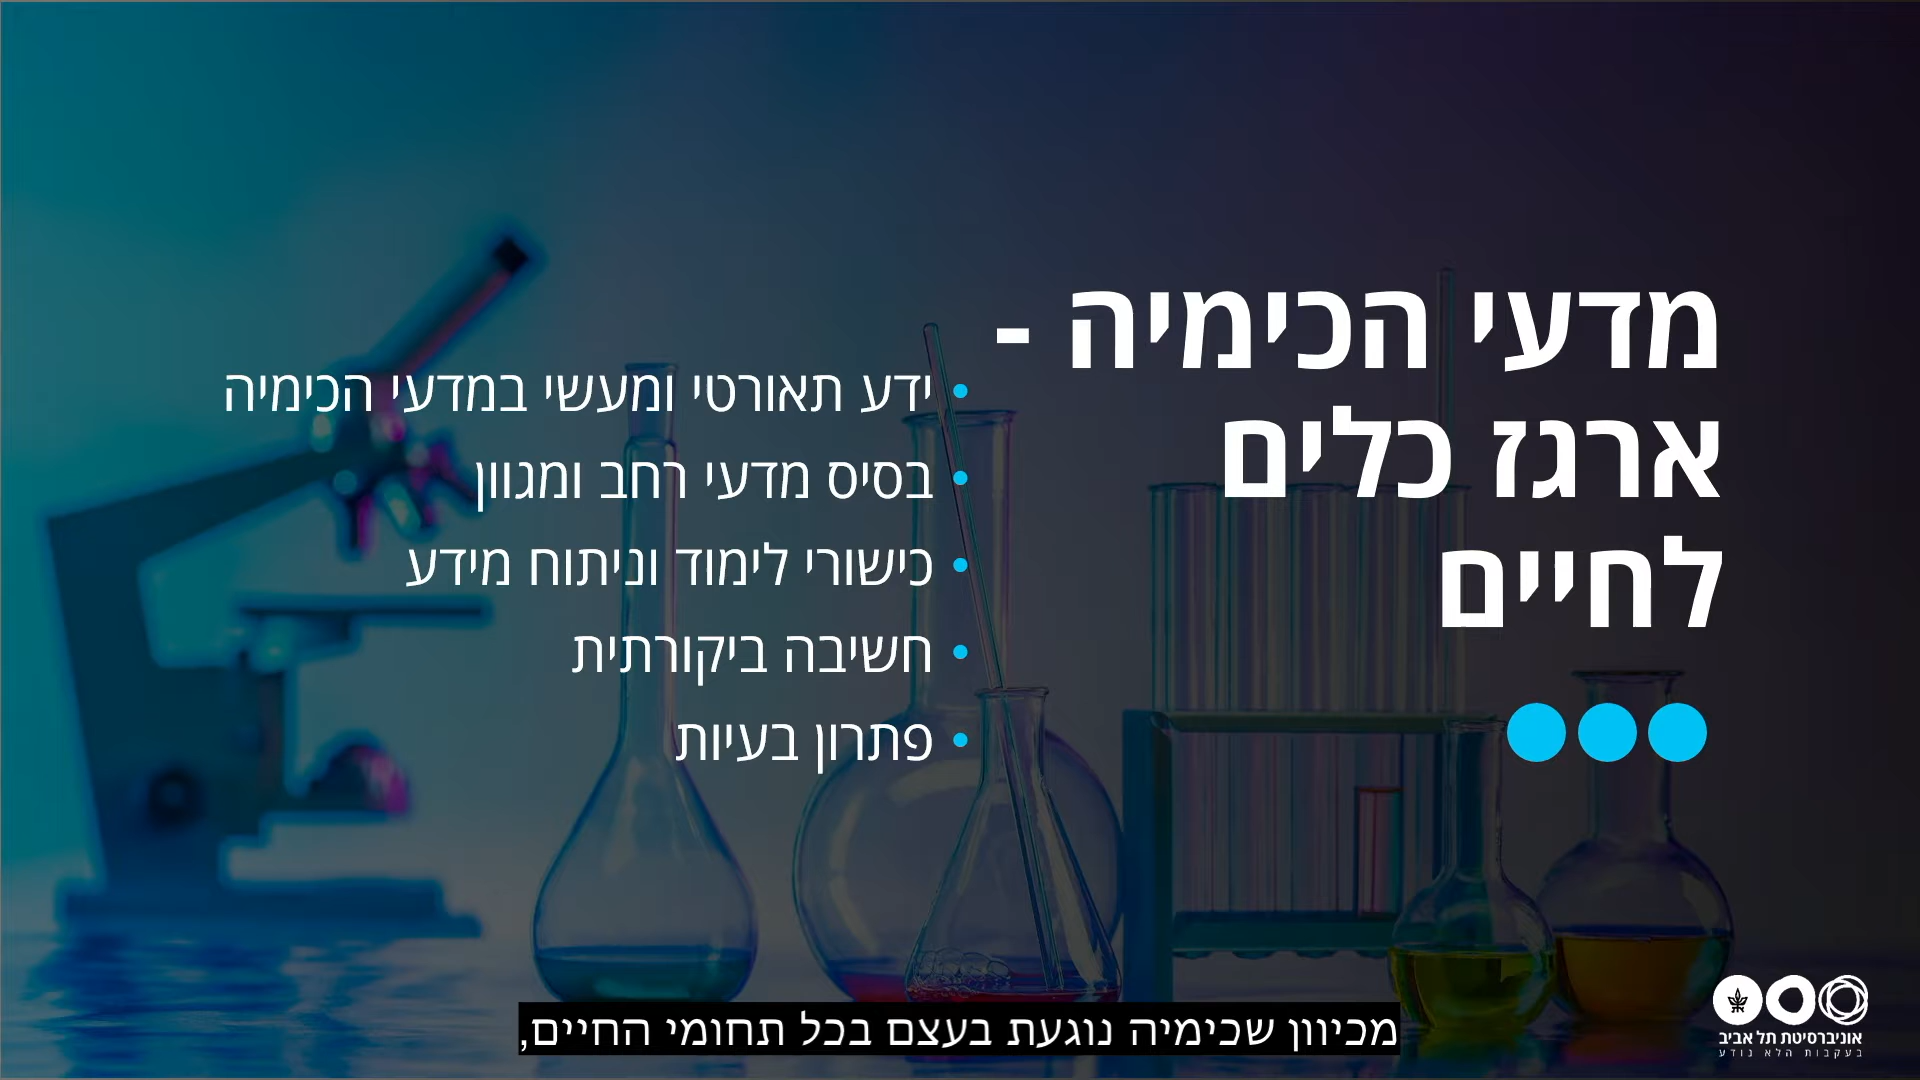 מדעי הכימיה -
ארגז כלים
לחיים
ידע תאורטי ומעשי במדעי הכימיה
בסיס מדעי רחב ומגוון
כישורי לימוד וניתוח מידע
חשיבה ביקורתית
פתרון בעיות
מכיוון שכימיה נוגעת בעצם בכל תחומי החיים,
אוניברסיטת תל אביב
בעקבות הלא נודע